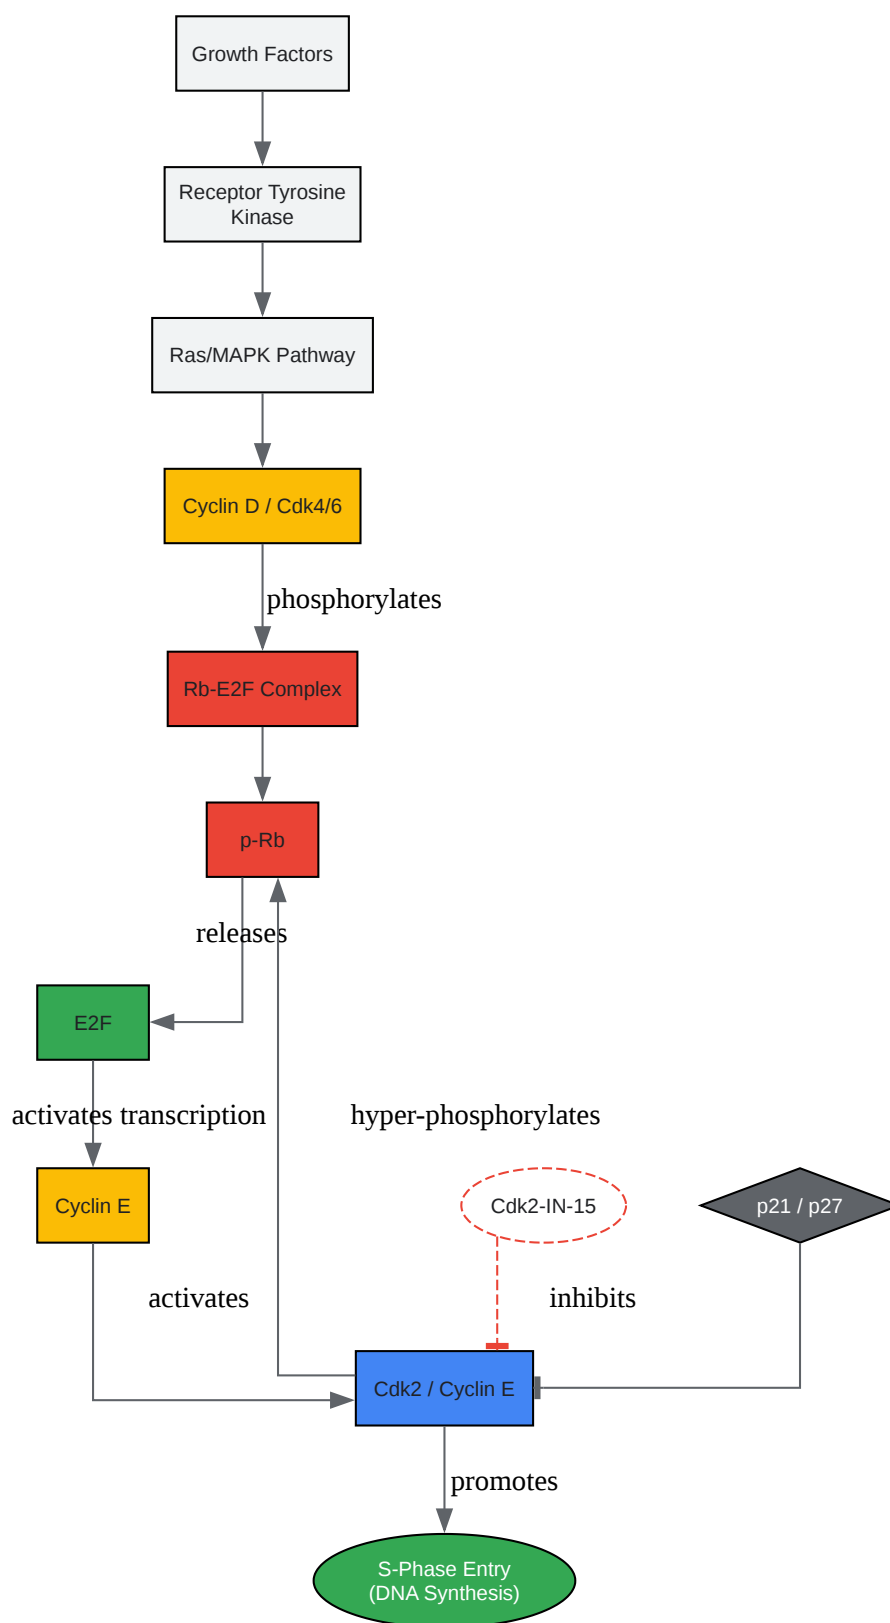 Growth Factors
Receptor Tyrosine
Kinase
Ras/MAPK Pathway
Cyclin D / Cdk4/6
phosphorylates
Rb-E2F Complex
p-Rb
releases
E2F
activates transcription
hyper-phosphorylates
Cyclin E
Cdk2-IN-15
p21 / p27
activates
inhibits
Cdk2 / Cyclin E
promotes
S-Phase Entry
(DNA Synthesis)